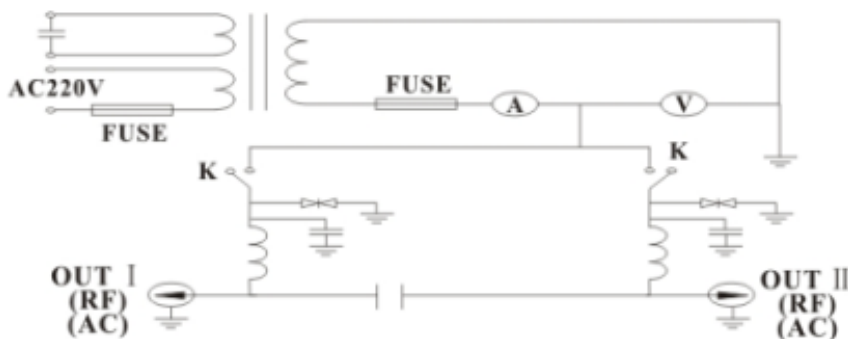 AC220V
FUSE
FUSE
A
V
K
K
OUT Ⅰ
(RF)
(AC)
OUT Ⅱ
(RF)
(AC)